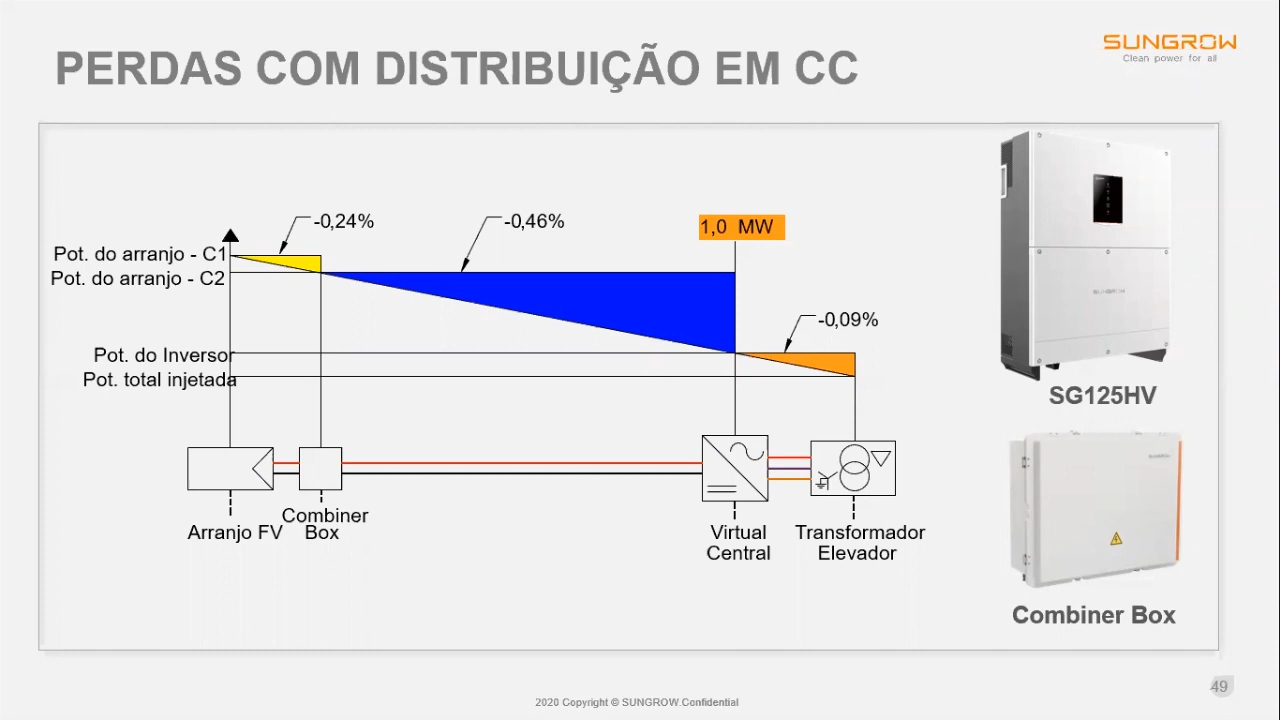 PERDAS COM DISTRIBUIÇÃO EM CC
SUNGROW
Clean power for all
-0,24%
-0,46%
1,0 MW
Pot. do arranjo - C1
Pot. do arranjo - C2
-0,09%
Pot. do Inversor
Pot. total injetada
SG125HV
SUNGROW
SUNGROW
Arranjo FV
Combiner
Box
Virtual
Central
Transformador
Elevador
Combiner Box
49
2020 Copyright © SUNGROW.Confidential